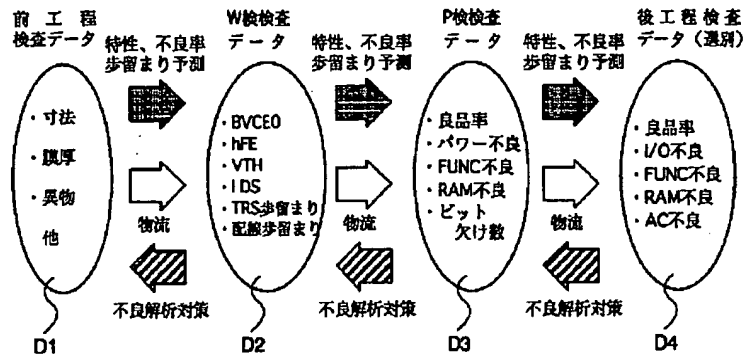 前工程
検査データ
W検検査
データ
P検検査
データ
後工程検査
データ（選別）
特性、不良率
歩留まり予測
特性、不良率
歩留まり予測
特性、不良率
歩留まり予測
・寸法
・膜厚
・異物
他
・BVCEO
・hFE
・VTH
・IDS
・TRS歩留まり
・配線歩留まり
・良品率
・パワー不良
・FUNC不良
・RAM不良
・ビット
欠け数
・良品率
・I/O不良
・FUNC不良
・RAM不良
・AC不良
物流
物流
物流
不良解析対策
不良解析対策
不良解析対策
D1
D2
D3
D4